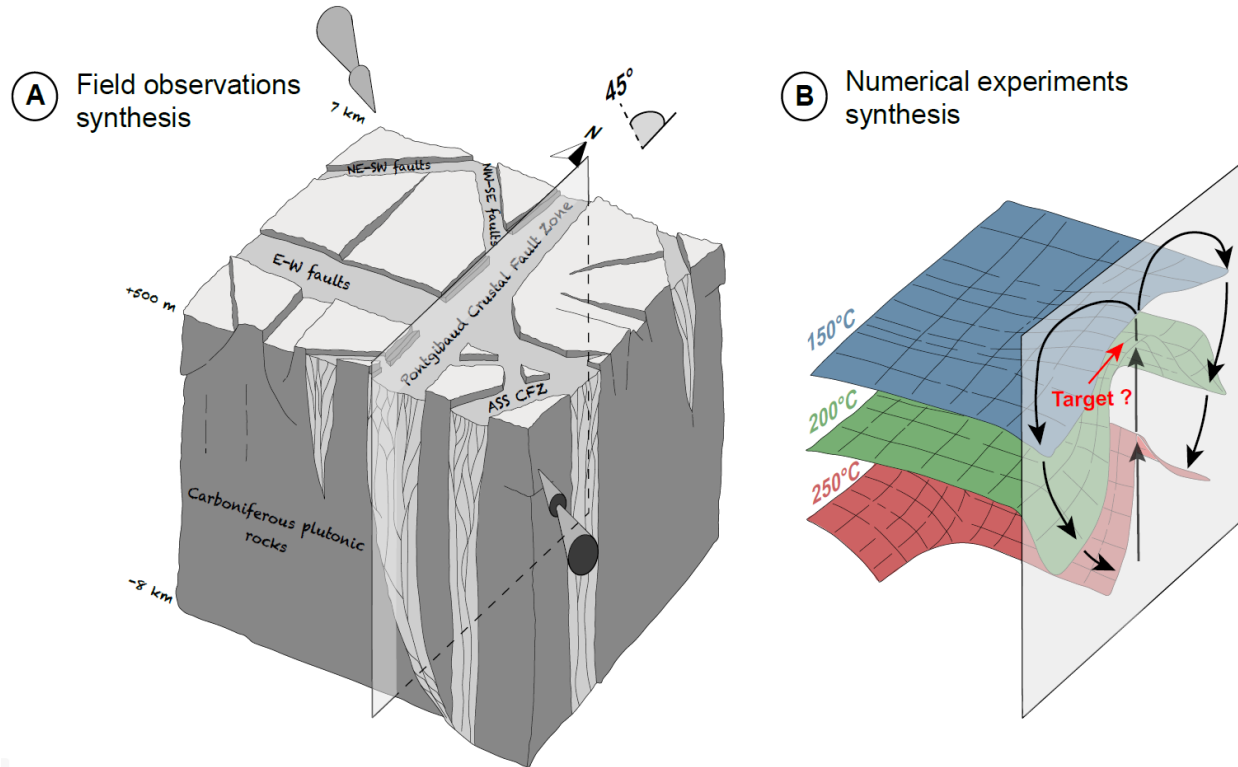 A
Field observations
synthesis
7 km
45°
N
NE-SW faults
NW-SE faults
E-W faults
Pontgibaud Crustal Fault Zone
ASS CFZ
+500 m
Carboniferous plutonic
rocks
-8 km
B
Numerical experiments
synthesis
150°C
200°C
250°C
Target ?